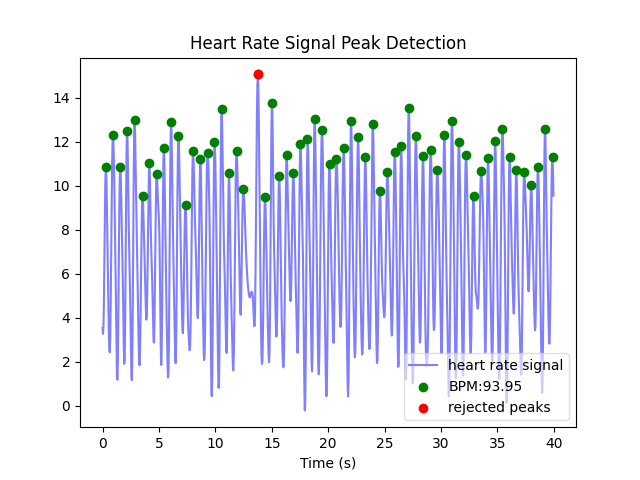 Heart Rate Signal Peak Detection
14
12
10
8
6
4
2
0
heart rate signal
BPM:93.95
rejected peaks
0 5 10 15 20 25 30 35 40
Time (s)